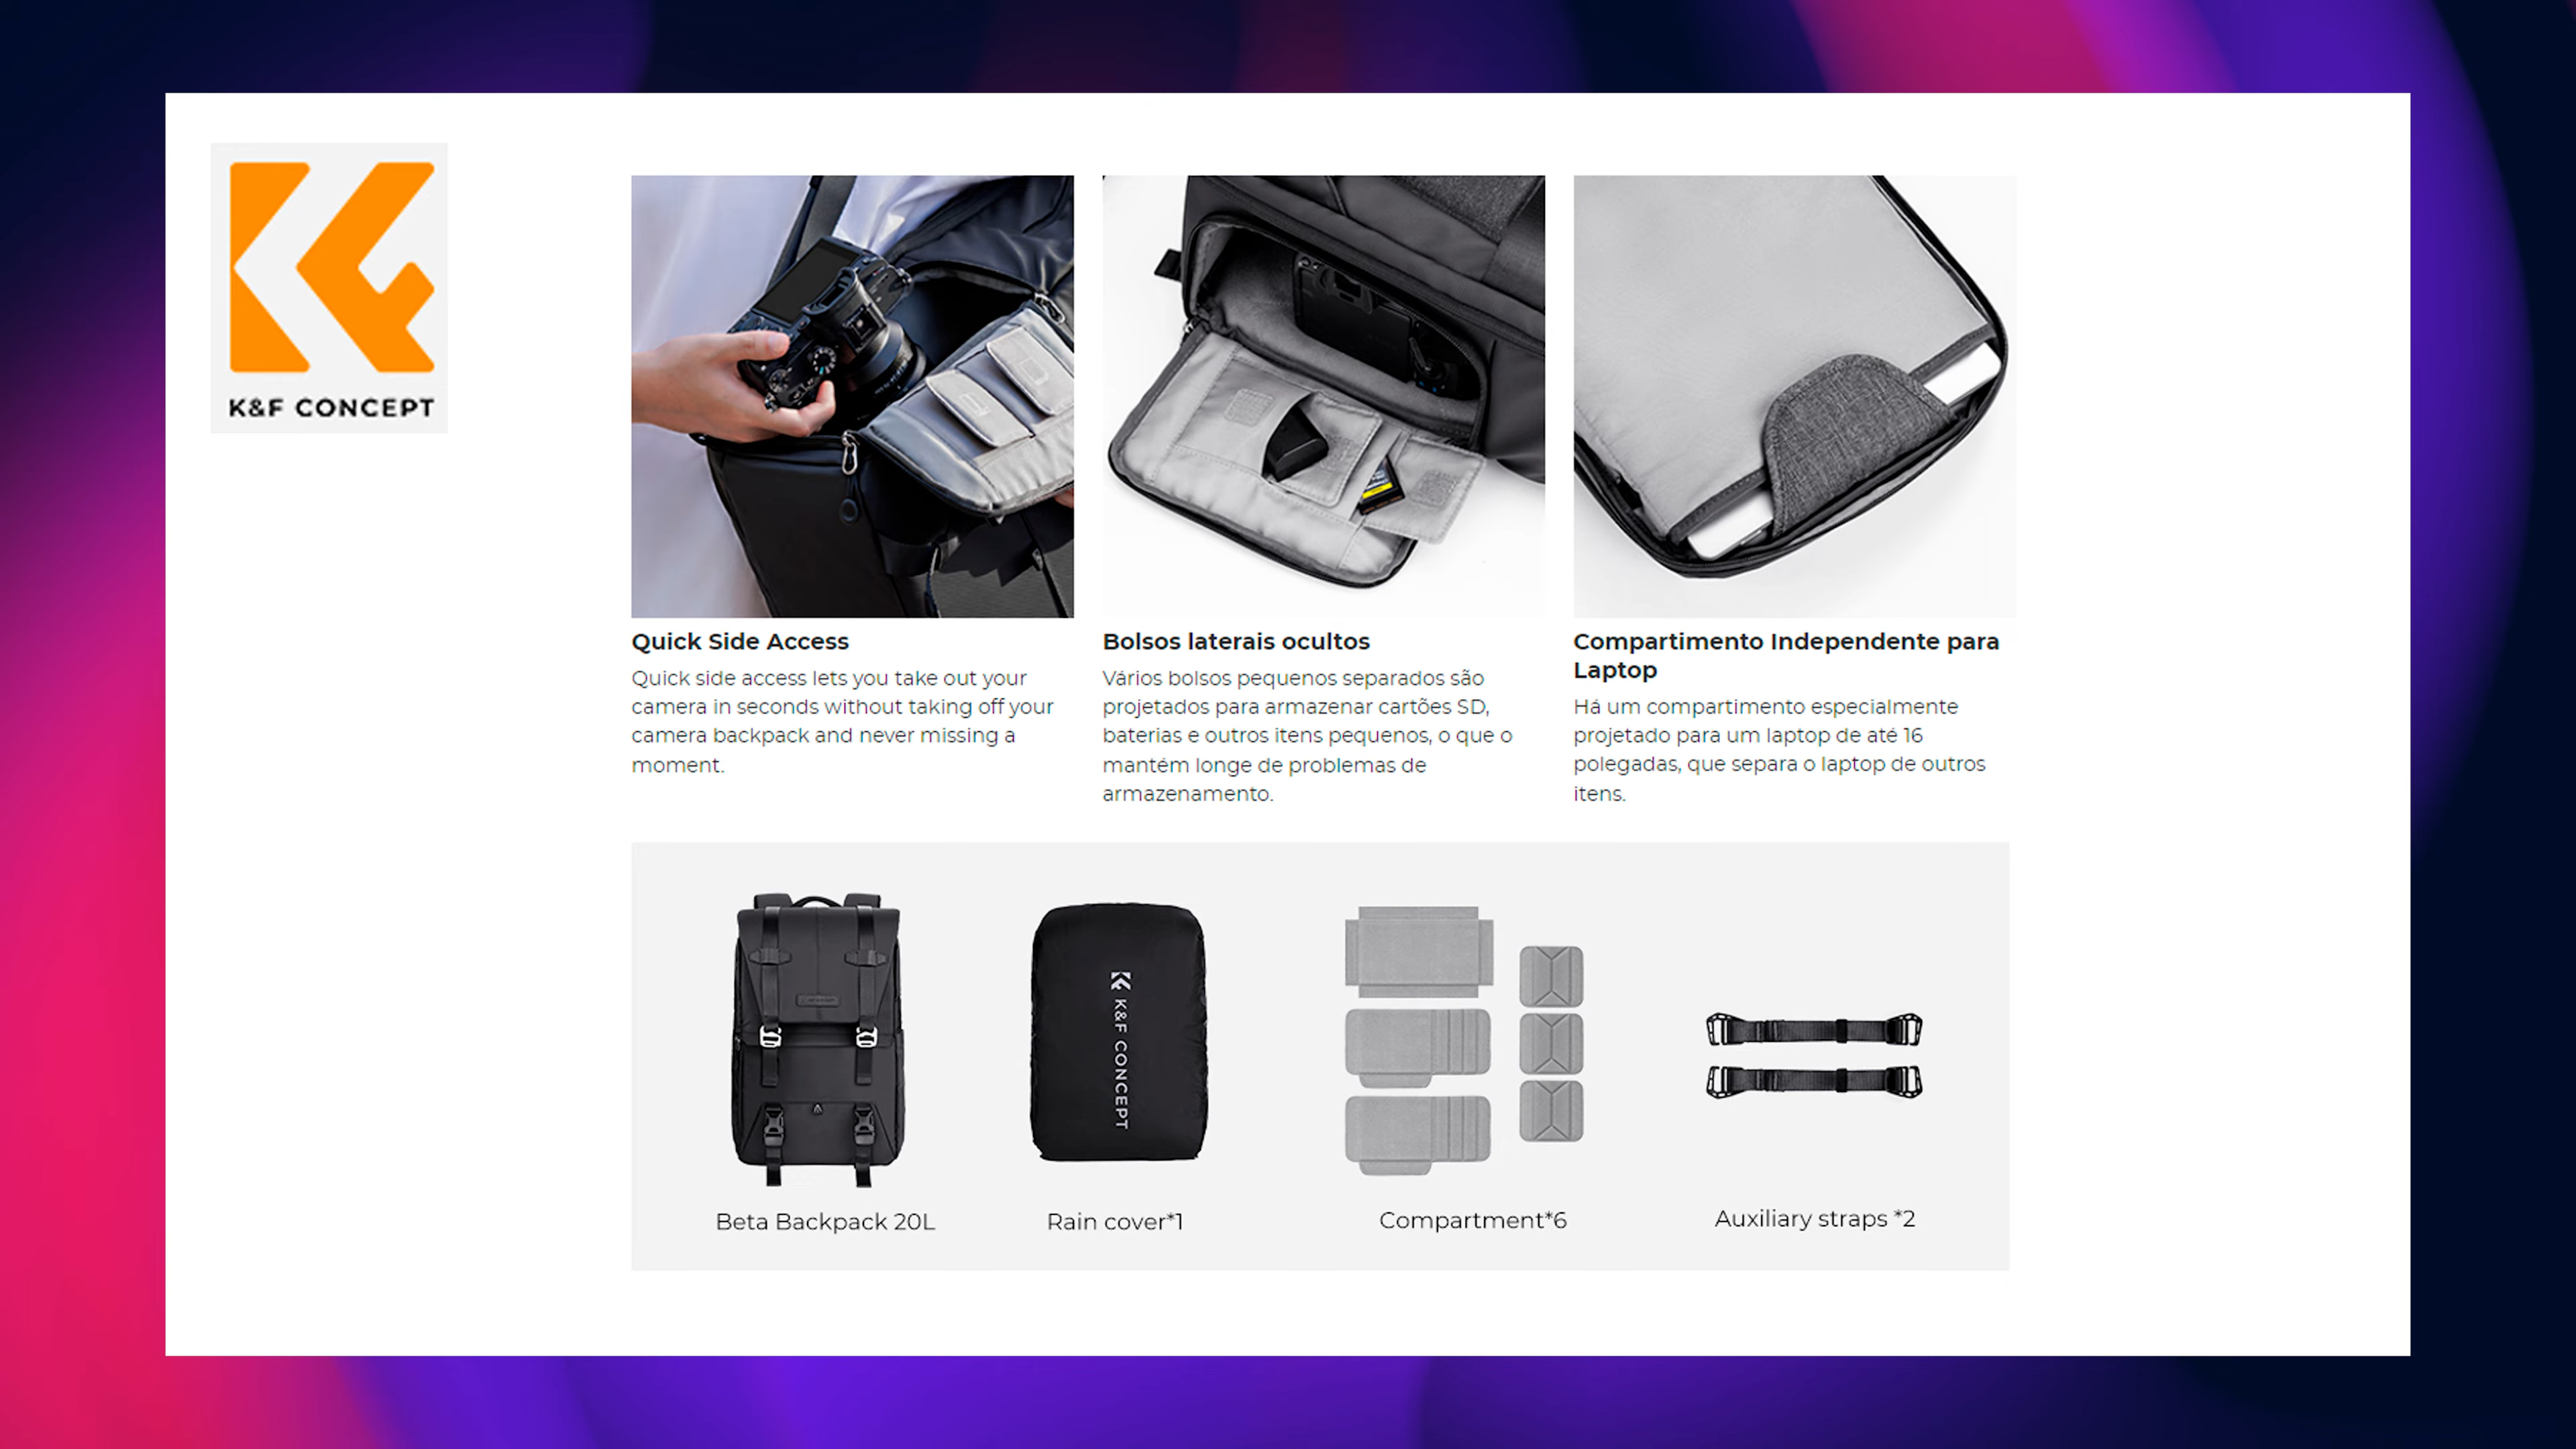 K&F CONCEPT
Quick Side Access
Quick side access lets you take out your
camera in seconds without taking off your
camera backpack and never missing a
moment.
Bolsos laterais ocultos
Vários bolsos pequenos separados são
projetados para armazenar cartões SD,
baterias e outros itens pequenos, o que o
mantém longe de problemas de
armazenamento.
Compartimento Independente para
Laptop
Há um compartimento especialmente
projetado para um laptop de até 16
polegadas, que separa o laptop de outros
itens.
K&F CONCEPT
Beta Backpack 20L
Rain cover*1
Compartment*6
Auxiliary straps *2